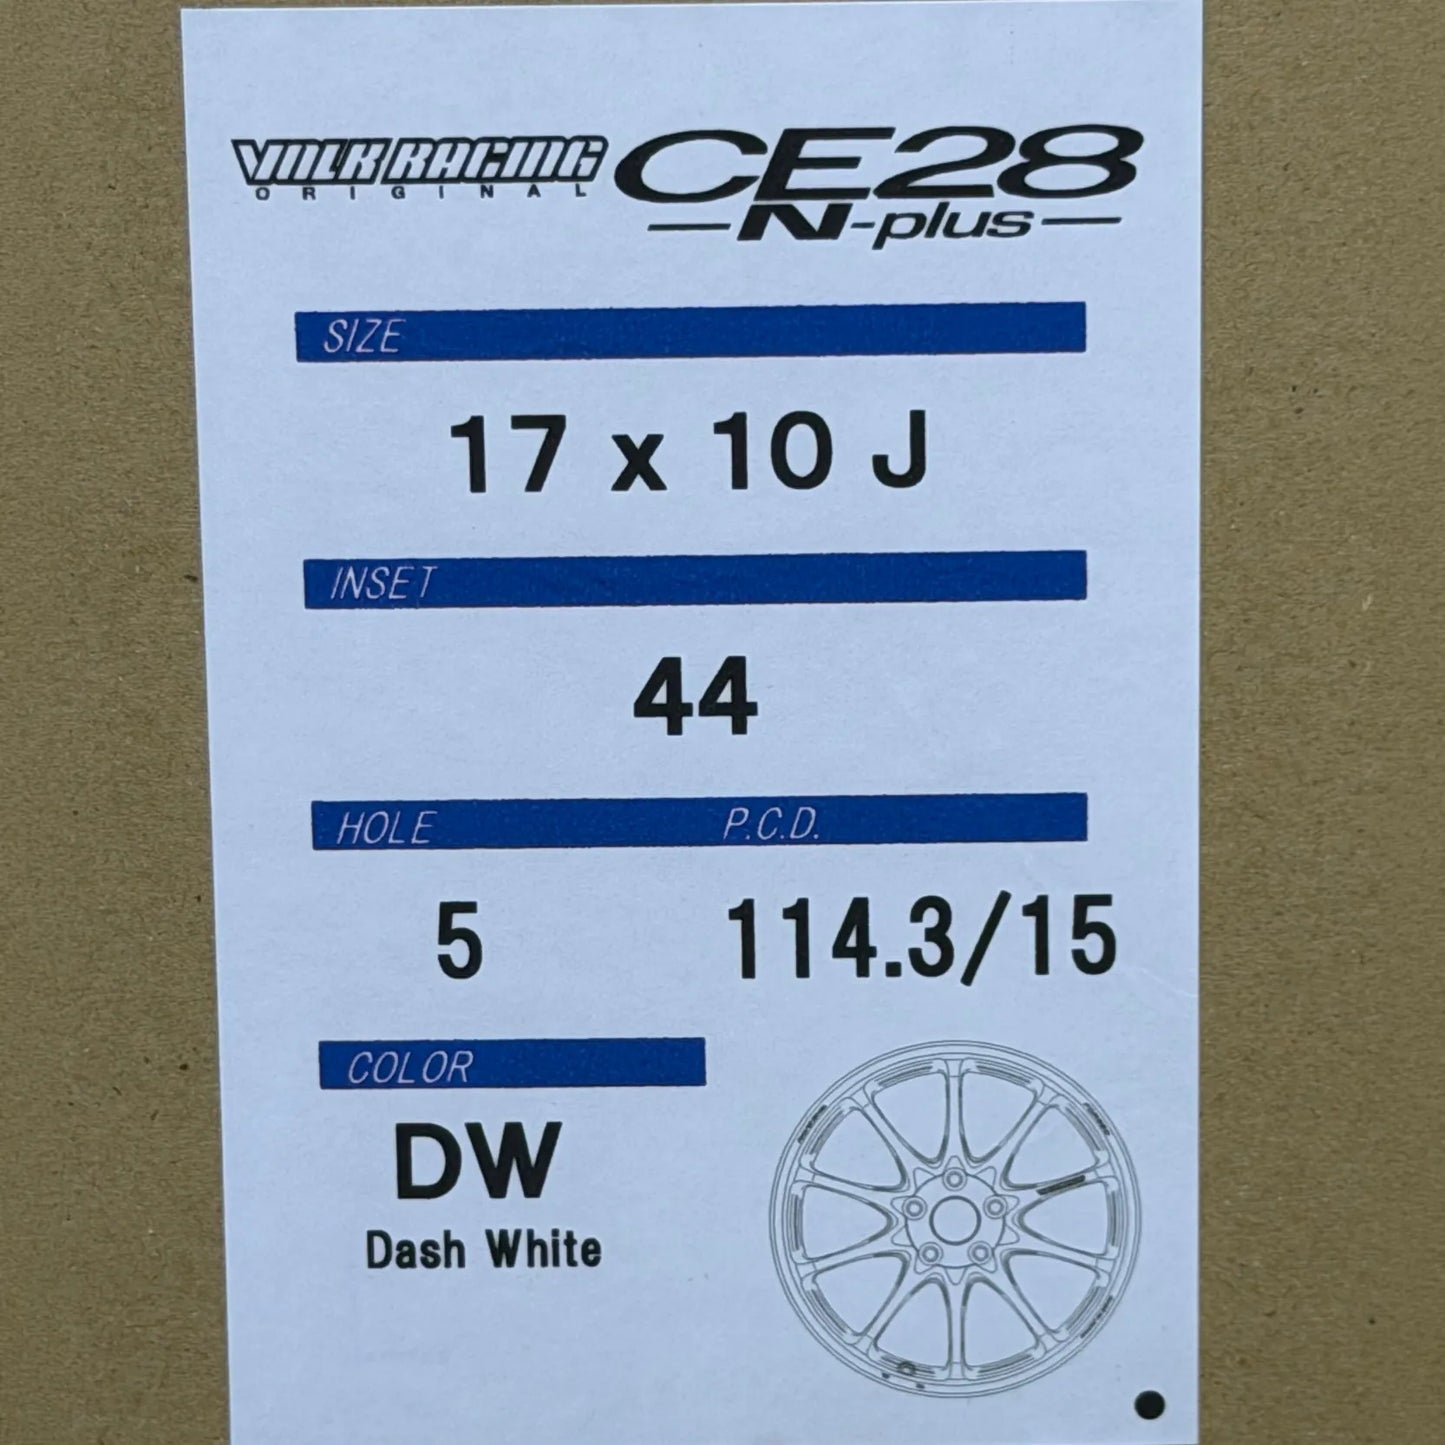 VOLK RACING CE28
ORIGINAL
N-plus
SIZE
17 x 10 J
INSET
44
HOLE P.C.D.
5 114.3/15
COLOR
DW
Dash White